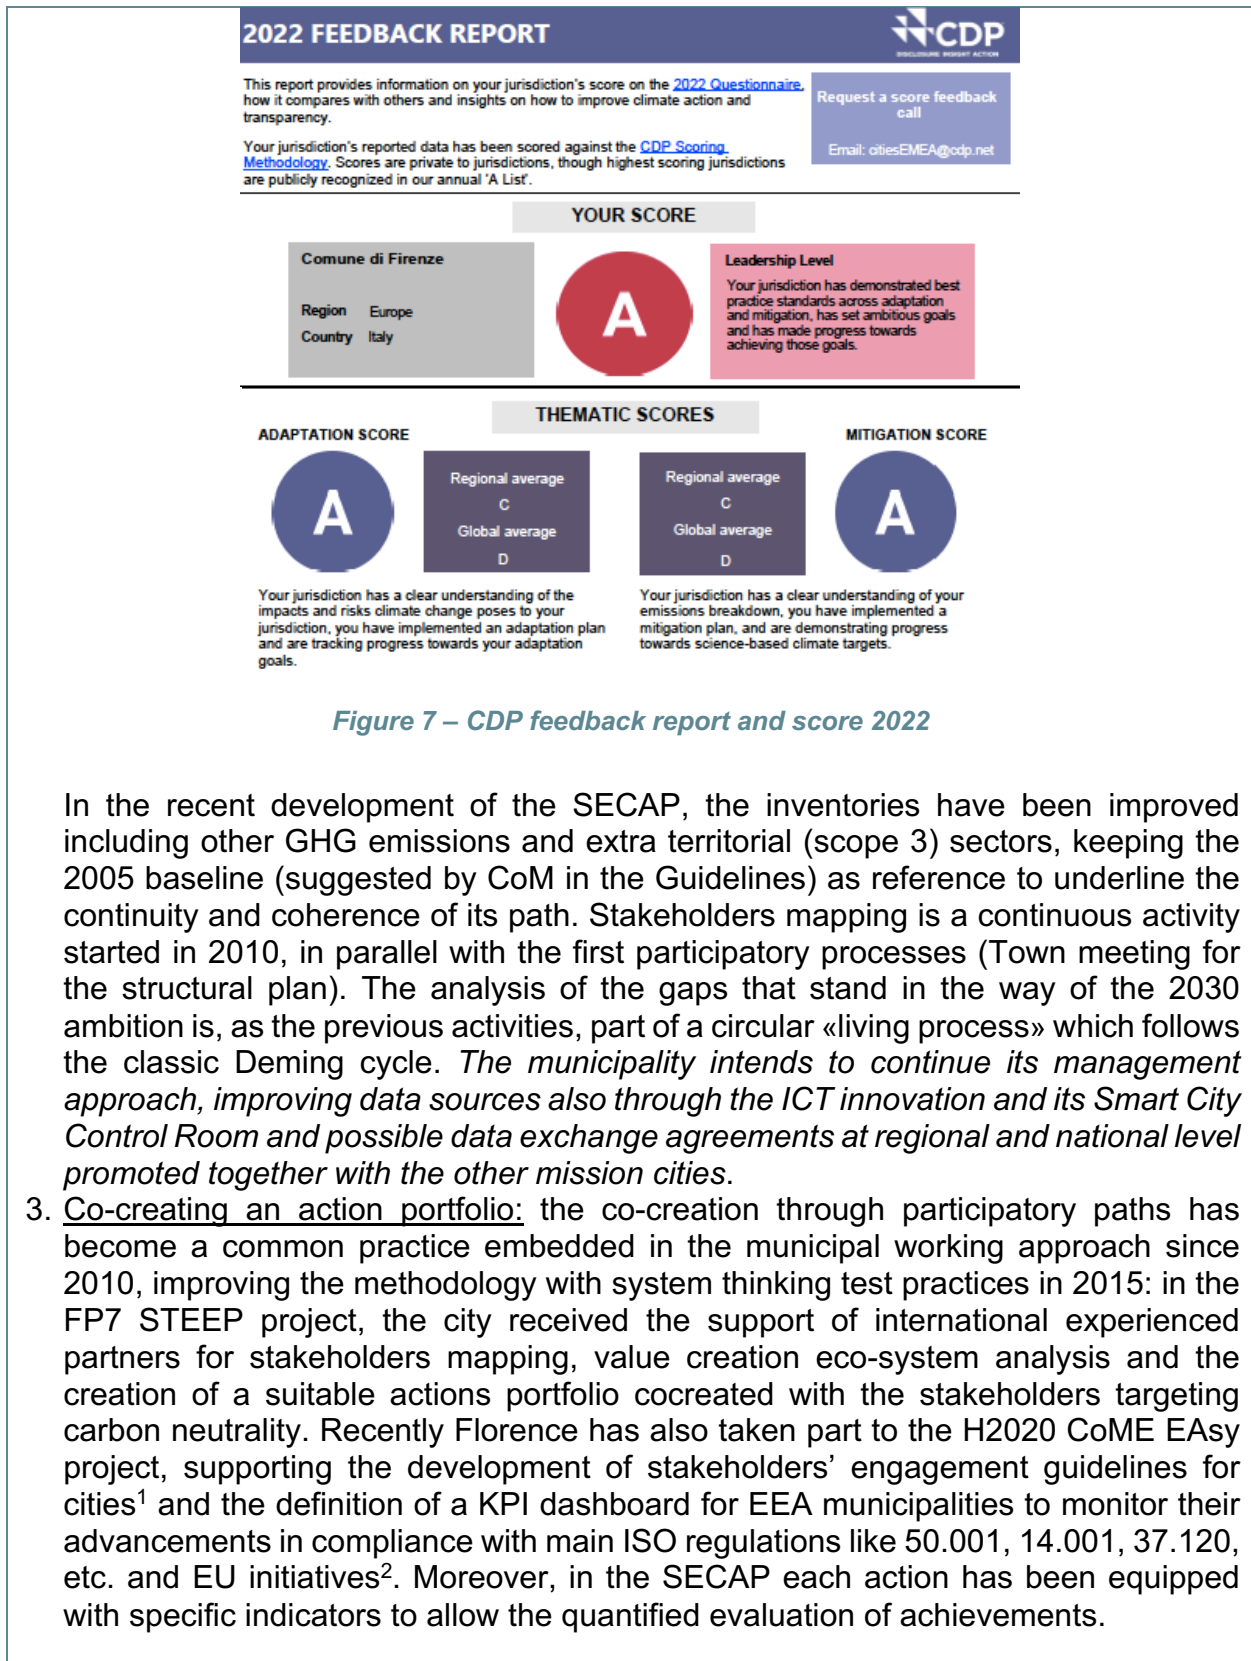 2022 FEEDBACK REPORT
CDP
DISCLOSURE INSIGHT ACTION
This report provides information on your jurisdiction's score on the 2022 Questionnaire,
how it compares with others and insights on how to improve climate action and
transparency.
Your jurisdiction's reported data has been scored against the CDP Scoring
Methodology. Scores are private to jurisdictions, though highest scoring jurisdictions
are publicly recognized in our annual 'A List'.
Request a score feedback
call
Email: citiesEMEA@cdp.net
YOUR SCORE
Comune di Firenze
Region Europe
Country Italy
A
Leadership Level
Your jurisdiction has demonstrated best
practice standards across adaptation
and mitigation, has set ambitious goals
and has made progress towards
achieving those goals.
THEMATIC SCORES
ADAPTATION SCORE
A
Regional average
C
Global average
D
Your jurisdiction has a clear understanding of the
impacts and risks climate change poses to your
jurisdiction, you have implemented an adaptation plan
and are tracking progress towards your adaptation
goals.
MITIGATION SCORE
Regional average
C
Global average
D
A
Your jurisdiction has a clear understanding of your
emissions breakdown, you have implemented a
mitigation plan, and are demonstrating progress
towards science-based climate targets.
Figure 7 – CDP feedback report and score 2022
In the recent development of the SECAP, the inventories have been improved
including other GHG emissions and extra territorial (scope 3) sectors, keeping the
2005 baseline (suggested by CoM in the Guidelines) as reference to underline the
continuity and coherence of its path. Stakeholders mapping is a continuous activity
started in 2010, in parallel with the first participatory processes (Town meeting for
the structural plan). The analysis of the gaps that stand in the way of the 2030
ambition is, as the previous activities, part of a circular «living process» which follows
the classic Deming cycle. The municipality intends to continue its management
approach, improving data sources also through the ICT innovation and its Smart City
Control Room and possible data exchange agreements at regional and national level
promoted together with the other mission cities.
3. Co-creating an action portfolio: the co-creation through participatory paths has
become a common practice embedded in the municipal working approach since
2010, improving the methodology with system thinking test practices in 2015: in the
FP7 STEEP project, the city received the support of international experienced
partners for stakeholders mapping, value creation eco-system analysis and the
creation of a suitable actions portfolio cocreated with the stakeholders targeting
carbon neutrality. Recently Florence has also taken part to the H2020 CoME EAsy
project, supporting the development of stakeholders' engagement guidelines for
cities¹ and the definition of a KPI dashboard for EEA municipalities to monitor their
advancements in compliance with main ISO regulations like 50.001, 14.001, 37.120,
etc. and EU initiatives². Moreover, in the SECAP each action has been equipped
with specific indicators to allow the quantified evaluation of achievements.